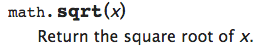 math.sqrt(x)
Return the square root of x.